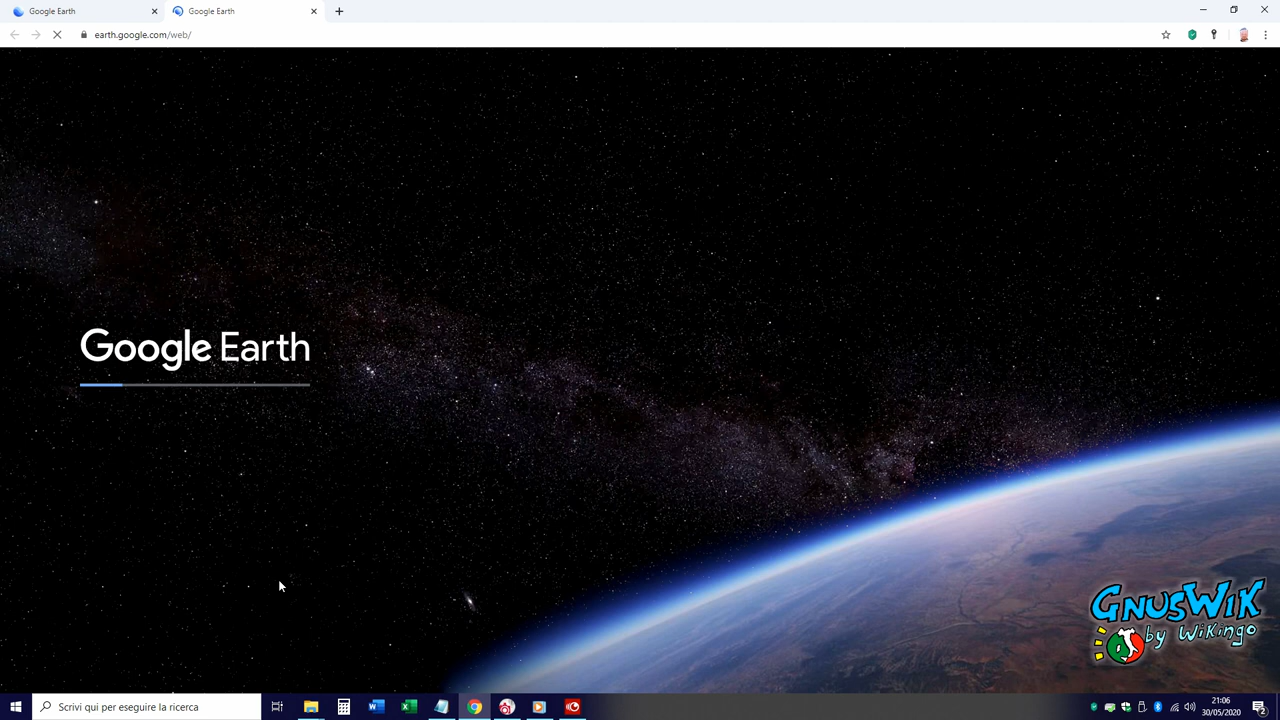 Google Earth
Google Earth
earth.google.com/web/
Google Earth
GNUSWIK
by WiKingo
Scrivi qui per eseguire la ricerca
21:06
30/05/2020
2